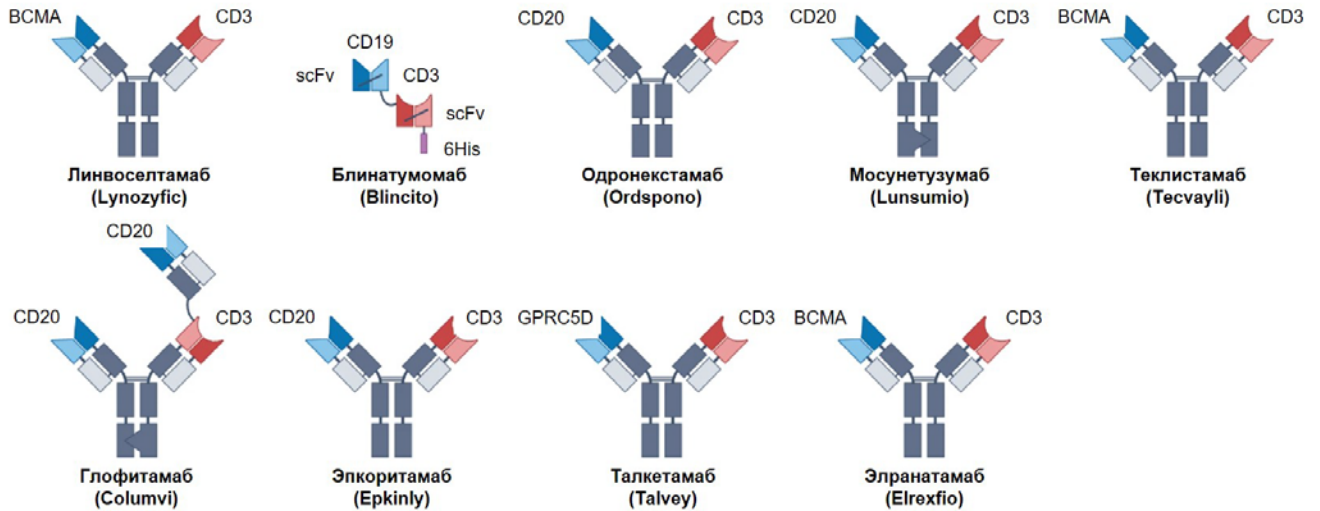 BCMA
CD3
Линвоселтамаб
(Lynozyfic)
CD19
scFv
CD3
scFv
6His
Блинатумомаб
(Blincito)
CD20
CD3
Одронекстамаб
(Ordspono)
CD20
CD3
Мосунетузумаб
(Lunsumio)
BCMA
CD3
Теклистамаб
(Tecvayli)
CD20
CD20
CD3
Глофитамаб
(Columvi)
CD20
CD3
Эпкоритамаб
(Epkinly)
GPRC5D
CD3
Талкетамаб
(Talvey)
BCMA
CD3
Элранатамаб
(Elrexfio)